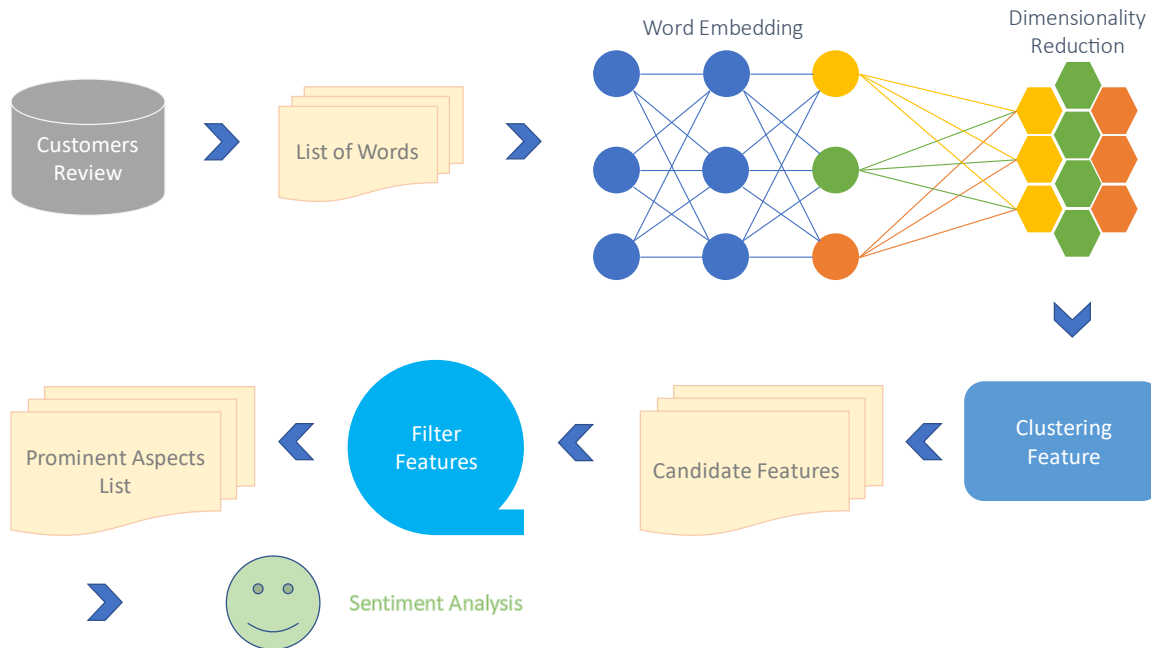 Word Embedding
Dimensionality
Reduction
Customers
Review
List of Words
Clustering
Feature
Candidate Features
Filter
Features
Prominent Aspects
List
Sentiment Analysis